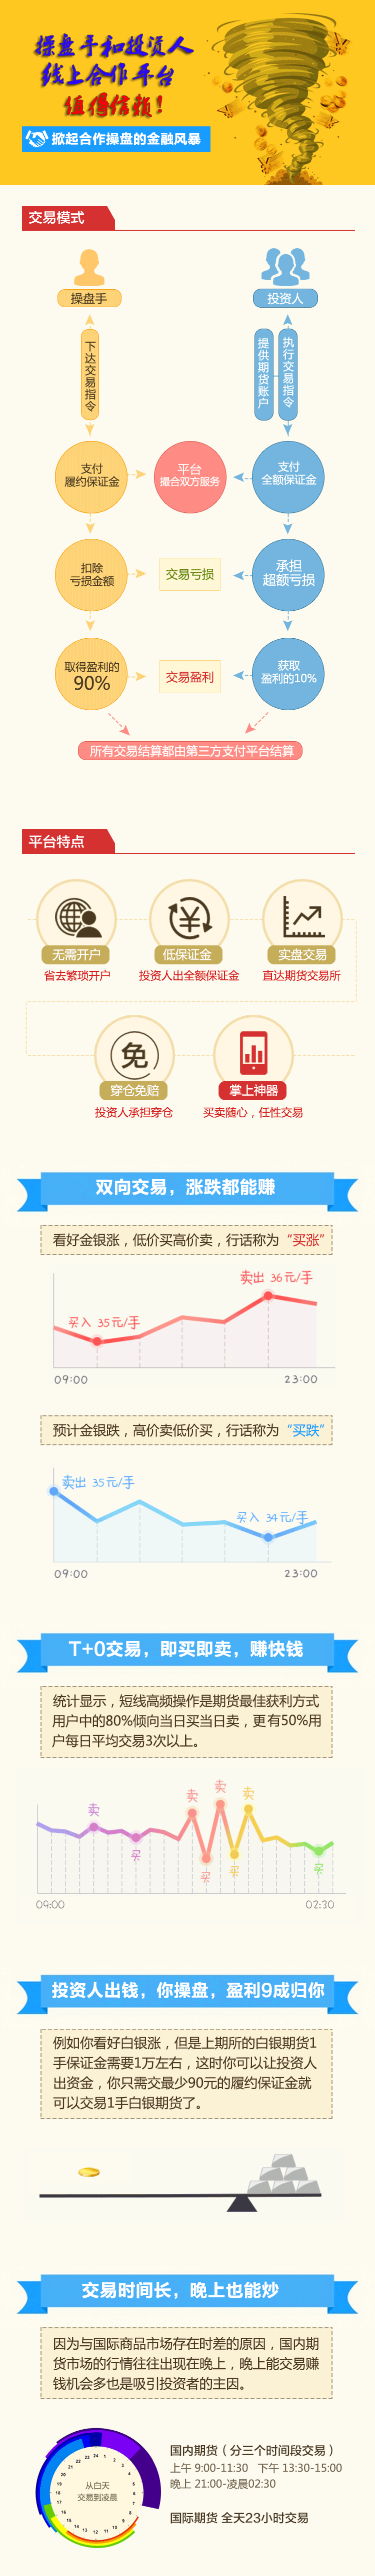 操盘手和投资人
线上合作平台
值得信赖！
掀起合作操盘的金融风暴
交易模式
操盘手
投资人
下达交易指令
提供期货账户
执行交易指令
支付
履约保证金
平台
撮合双方服务
支付
全额保证金
扣除
亏损金额
交易亏损
承担
超额亏损
取得盈利的
90%
交易盈利
获取
盈利的10%
所有交易结算都由第三方支付平台结算
平台特点
无需开户
低保证金
实盘交易
省去繁琐开户
投资人出全额保证金
直达期货交易所
免
穿仓免赔
掌上神器
投资人承担穿仓
买卖随心，任性交易
双向交易，涨跌都能赚
看好金银涨，低价买高价卖，行话称为“买涨”
卖出 36元/手
买入 35元/手
09:00
23:00
预计金银跌，高价卖低价买，行话称为“买跌”
卖出 35元/手
买入 34元/手
09:00
23:00
T+0交易，即买即卖，赚快钱
统计显示，短线高频操作是期货最佳获利方式
用户中的80%倾向当日买当日卖，更有50%用
户每日平均交易3次以上。
卖
卖
卖
卖
买
买
买
买
09:00
02:30
投资人出钱，你操盘，盈利9成归你
例如你看好白银涨，但是上期所的白银期货1
手保证金需要1万左右，这时你可以让投资人
出资金，你只需交最少90元的履约保证金就
可以交易1手白银期货了。
交易时间长，晚上也能炒
因为与国际商品市场存在时差的原因，国内期
货市场的行情往往出现在晚上，晚上能交易赚
钱机会多也是吸引投资者的主因。
24
1
2
3
4
5
6
7
8
9
10
11
12
13
14
15
16
17
18
19
20
21
22
23
从白天
交易到凌晨
国内期货（分三个时间段交易）
上午 9:00-11:30 下午 13:30-15:00
晚上 21:00-凌晨02:30
国际期货 全天23小时交易